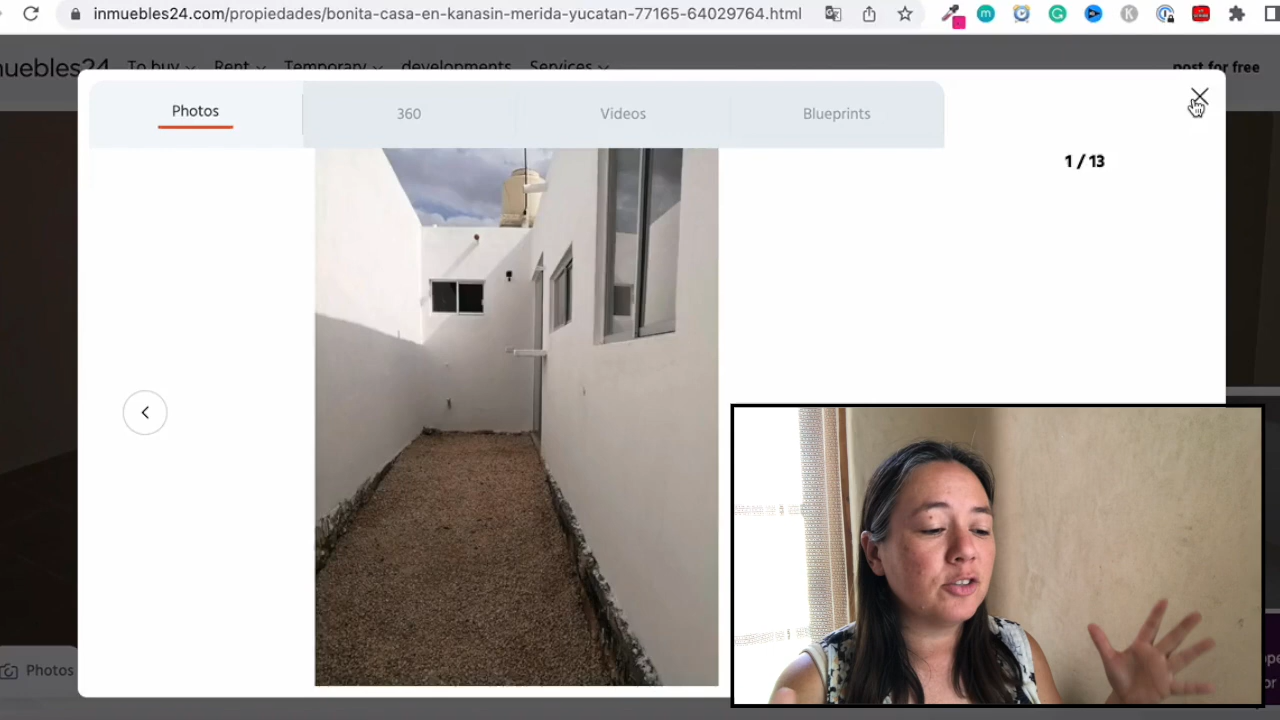 inmuebles24.com/propiedades/bonita-casa-en-kanasin-merida-yucatan-77165-64029764.html
uebles24 To buy Rent Temporary developments Services post for free
Photos 360 Videos Blueprints
1 / 13
Photos